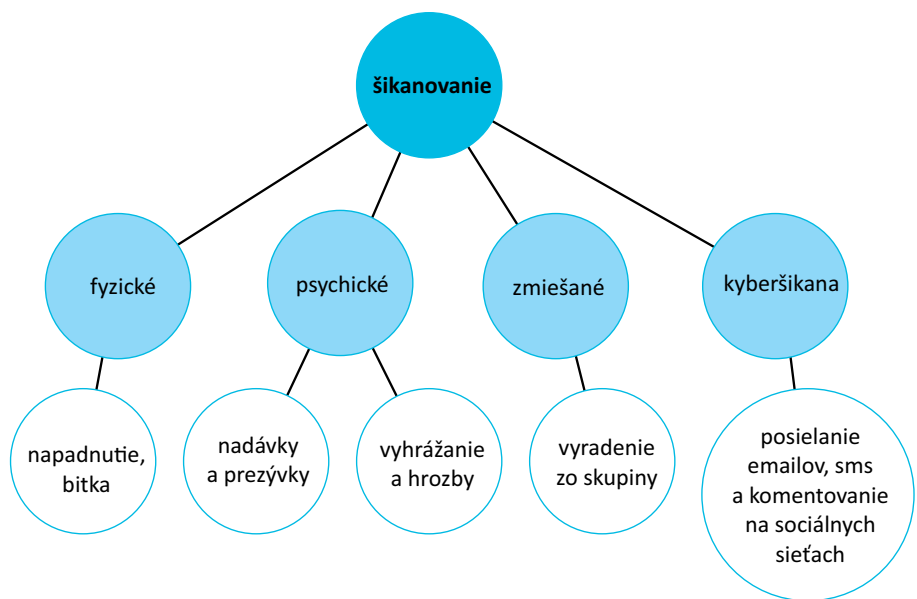 šikanovanie
fyzické
psychické
zmiešané
kyberšikana
napadnutie,
bitka
nadávky
a prezývky
vyhrážanie
a hrozby
vyradenie
zo skupiny
posielanie
emailov, sms
a komentovanie
na sociálnych
sieťach